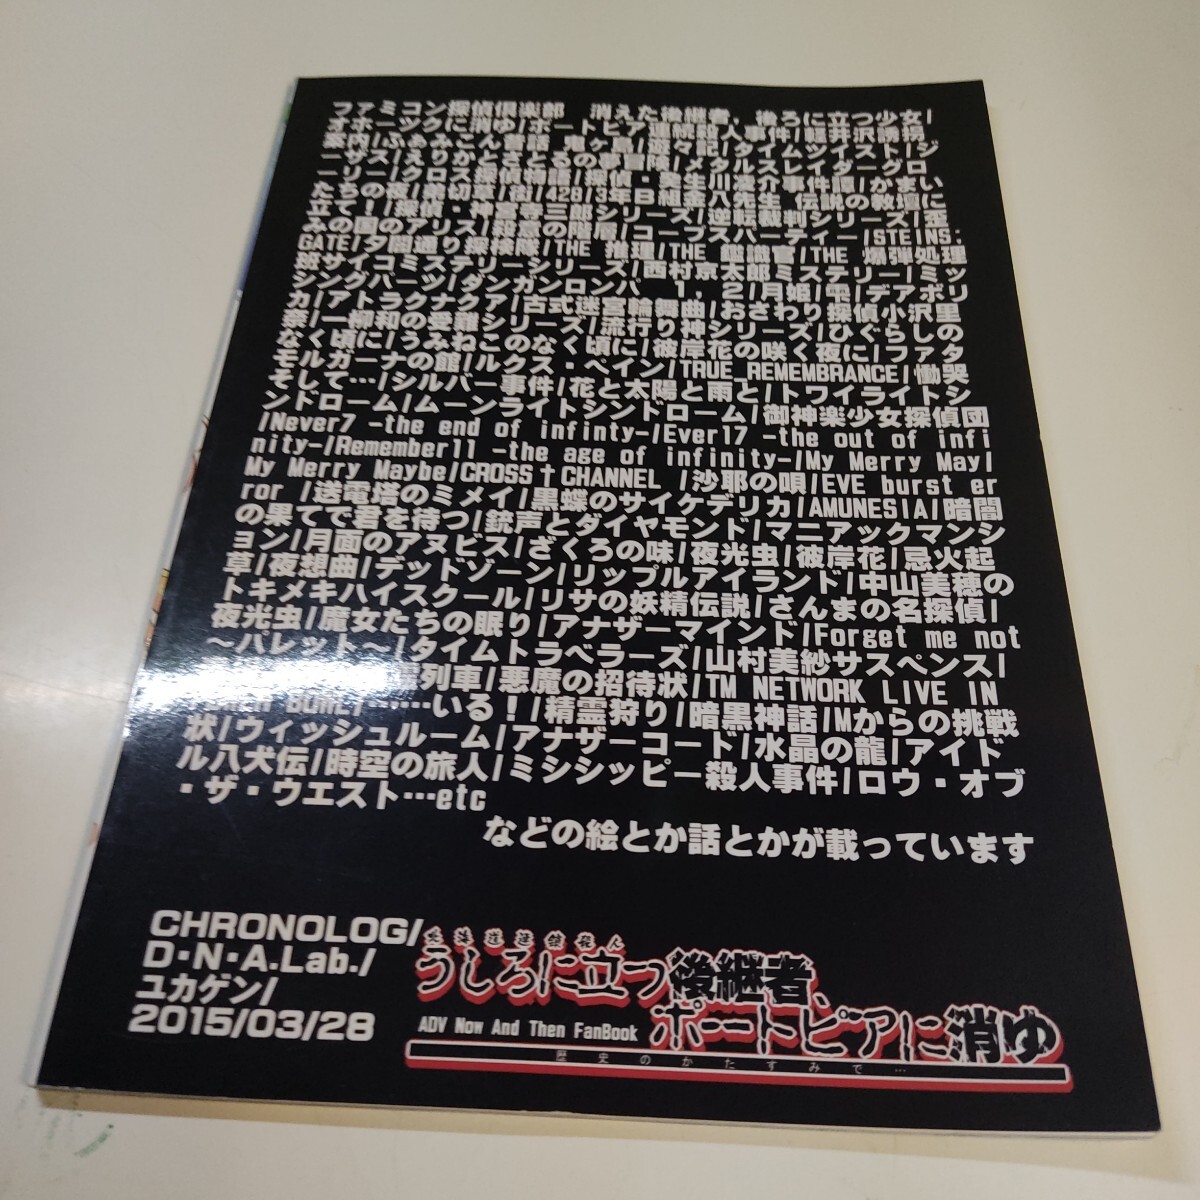 ファミコン探偵倶楽部　消えた後継者，後ろに立つ少女/
オホーツクに消ゆ/ポートピア連続殺人事件/軽井沢誘拐
案内/ふぁみこん昔話 鬼ヶ島/遊々記/タイムツイスト/ジ
ーザス/えりかとさとるの夢冒険/メタルスレイダーグロ
ーリー/クロス探偵物語/探偵・癸生川凌介事件譚/かまい
たちの夜/弟切草/街/428/3年B組金八先生 伝説の教壇に
立て！/探偵・神宮寺三郎シリーズ/逆転裁判シリーズ/歪
みの国のアリス/殺意の階層/コープスパーティー/STEINS;
GATE/夕闇通り探検隊/THE 推理/THE 鑑識官/THE 爆弾処理
班サイコミステリーシリーズ/西村京太郎ミステリー/ミッ
シングパーツ/ダンガンロンパ　1，2/月姫/雫/デアボリ
カ/アトラクナクア/古式迷宮輪舞曲/おさわり探偵小沢里
奈/一柳和の受難シリーズ/流行り神シリーズ/ひぐらしの
なく頃に/うみねこのなく頃に/彼岸花の咲く夜に/ファタ
モルガーナの館/ルクス・ペイン/TRUE REMEMBRANCE/慟哭
そして…/シルバー事件/花と太陽と雨と/トワイライトシ
ンドローム/ムーンライトシンドローム/御神楽少女探偵団
/Never7 -the end of infinty-/Ever17 -the out of infi
nity-/Remember11 -the age of infinity-/My Merry May/
My Merry Maybe/CROSS†CHANNEL /沙耶の唄/EVE burst er
ror /送電塔のミメイ/黒蝶のサイケデリカ/AMUNESIA/暗闇
の果てで君を待つ/銃声とダイヤモンド/マニアックマンシ
ョン/月面のアヌビス/ざくろの味/夜光虫/彼岸花/忌火起
草/夜想曲/デッドゾーン/リップルアイランド/中山美穂の
トキメキハイスクール/リサの妖精伝説/さんまの名探偵/
夜光虫/魔女たちの眠り/アナザーマインド/Forget me not
～パレット～/タイムトラベラーズ/山村美紗サスペンス/
列車/悪魔の招待状/TM NETWORK LIVE IN
POWER BOWL/……いる！/精霊狩り/暗黒神話/Mからの挑戦
状/ウィッシュルーム/アナザーコード/水晶の龍/アイド
ル八犬伝/時空の旅人/ミシシッピー殺人事件/ロウ・オブ
・ザ・ウエスト…etc
などの絵とか話とかが載っています
CHRONOLOG/
D・N・A.Lab./
ユカゲン/
2015/03/28
北海道連鎖殺人
うしろに立つ後継者、
ADV Now And Then FanBook ポートピアに消ゆ
歴史のかたすみで…